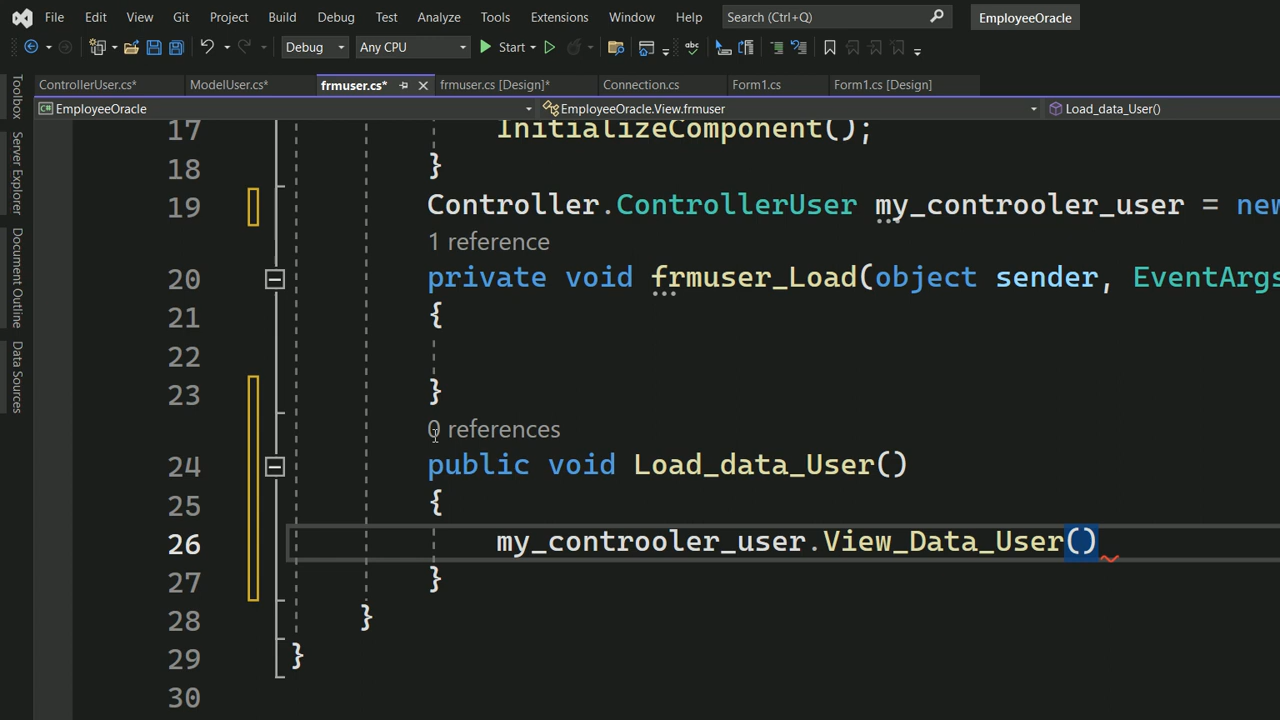 File Edit View Git Project Build Debug Test Analyze Tools Extensions Window Help Search (Ctrl+Q) EmployeeOracle
Debug Any CPU Start
ControllerUser.cs* ModelUser.cs* frmuser.cs* frmuser.cs [Design]* Connection.cs Form1.cs Form1.cs [Design]
EmployeeOracle EmployeeOracle.View.frmuser Load_data_User()
Toolbox
Server Explorer
Document Outline
Data Sources
17 InitializeComponent();
18 }
19 Controller.ControllerUser my_controoler_user = new
1 reference
20 private void frmuser_Load(object sender, EventArgs
21 {
22
23 }
0 references
24 public void Load_data_User()
25 {
26 my_controoler_user.View_Data_User()
27 }
28 }
29 }
30